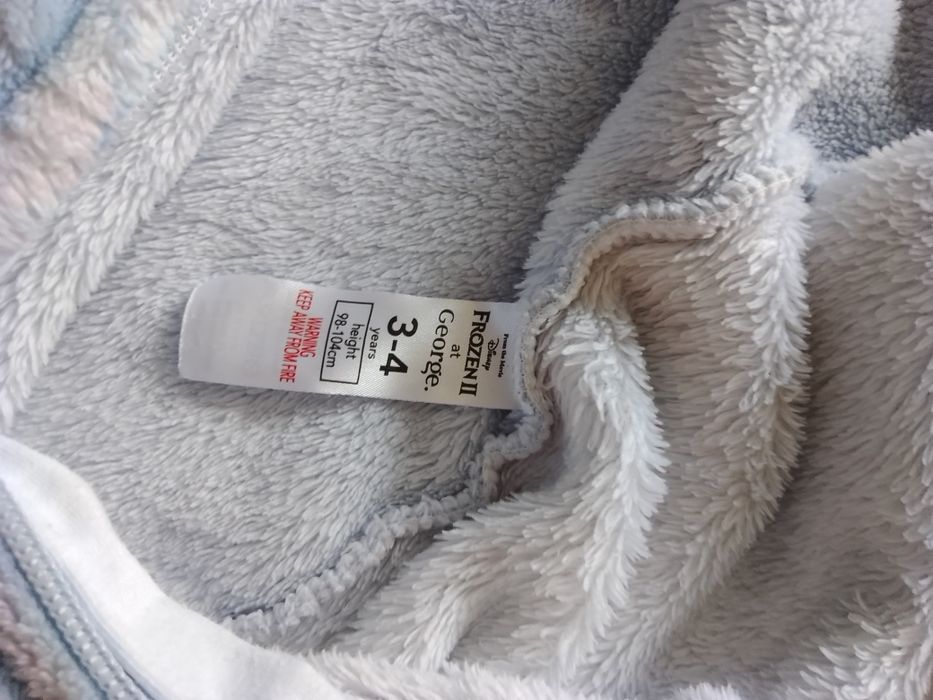 From the Movie
Disney
FROZEN II
at
George.
3-4
years
height
98-104cm
WARNING
KEEP AWAY FROM FIRE